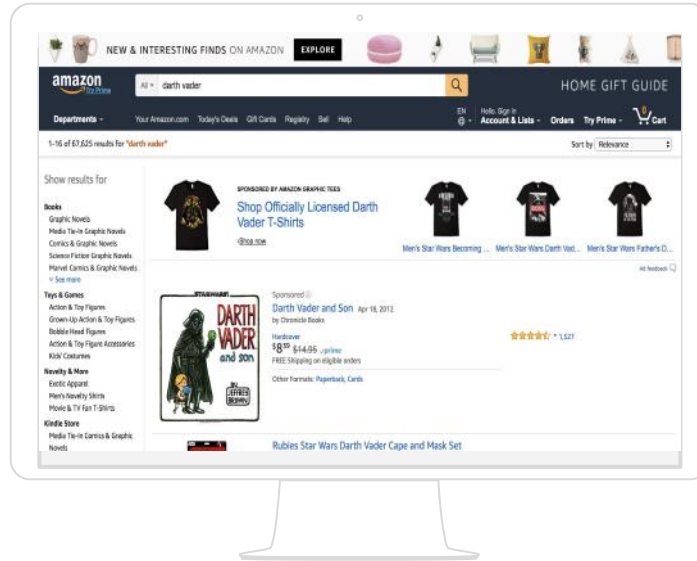 NEW & INTERESTING FINDS ON AMAZON EXPLORE
amazon
Try Prime
All
darth vader
HOME GIFT GUIDE
Departments
Your Amazon.com Today's Deals Gift Cards Registry Sell Help
EN
Hello. Sign in
Account & Lists
Orders
Try Prime
0
Cart
1-16 of 67,625 results for "darth vader"
Sort by Relevance
Show results for
Books
Graphic Novels
Media Tie-In Graphic Novels
Comics & Graphic Novels
Science Fiction Graphic Novels
Marvel Comics & Graphic Novels
See more
Toys & Games
Action & Toy Figures
Grown-Up Action & Toy Figures
Bobble Head Figures
Action & Toy Figure Accessories
Kids' Costumes
Novelty & More
Exotic Apparel
Men's Novelty Shirts
Movie & TV Fan T-Shirts
Kindle Store
Media Tie-In Comics & Graphic
Novels
SPONSORED BY AMAZON GRAPHIC TEES
Shop Officially Licensed Darth
Vader T-Shirts
Shop now
Men's Star Wars Becoming ...
Men's Star Wars Darth Vad...
Men's Star Wars Father's D...
Ad feedback
STAR WARS
DARTH
VADER
and son
BY
JEFFREY
BROWN
Sponsored
Darth Vader and Son Apr 18, 2012
by Chronicle Books
Hardcover
$8 59 $14.95 prime
FREE Shipping on eligible orders
Other Formats: Paperback, Cards
1,527
Rubies Star Wars Darth Vader Cape and Mask Set